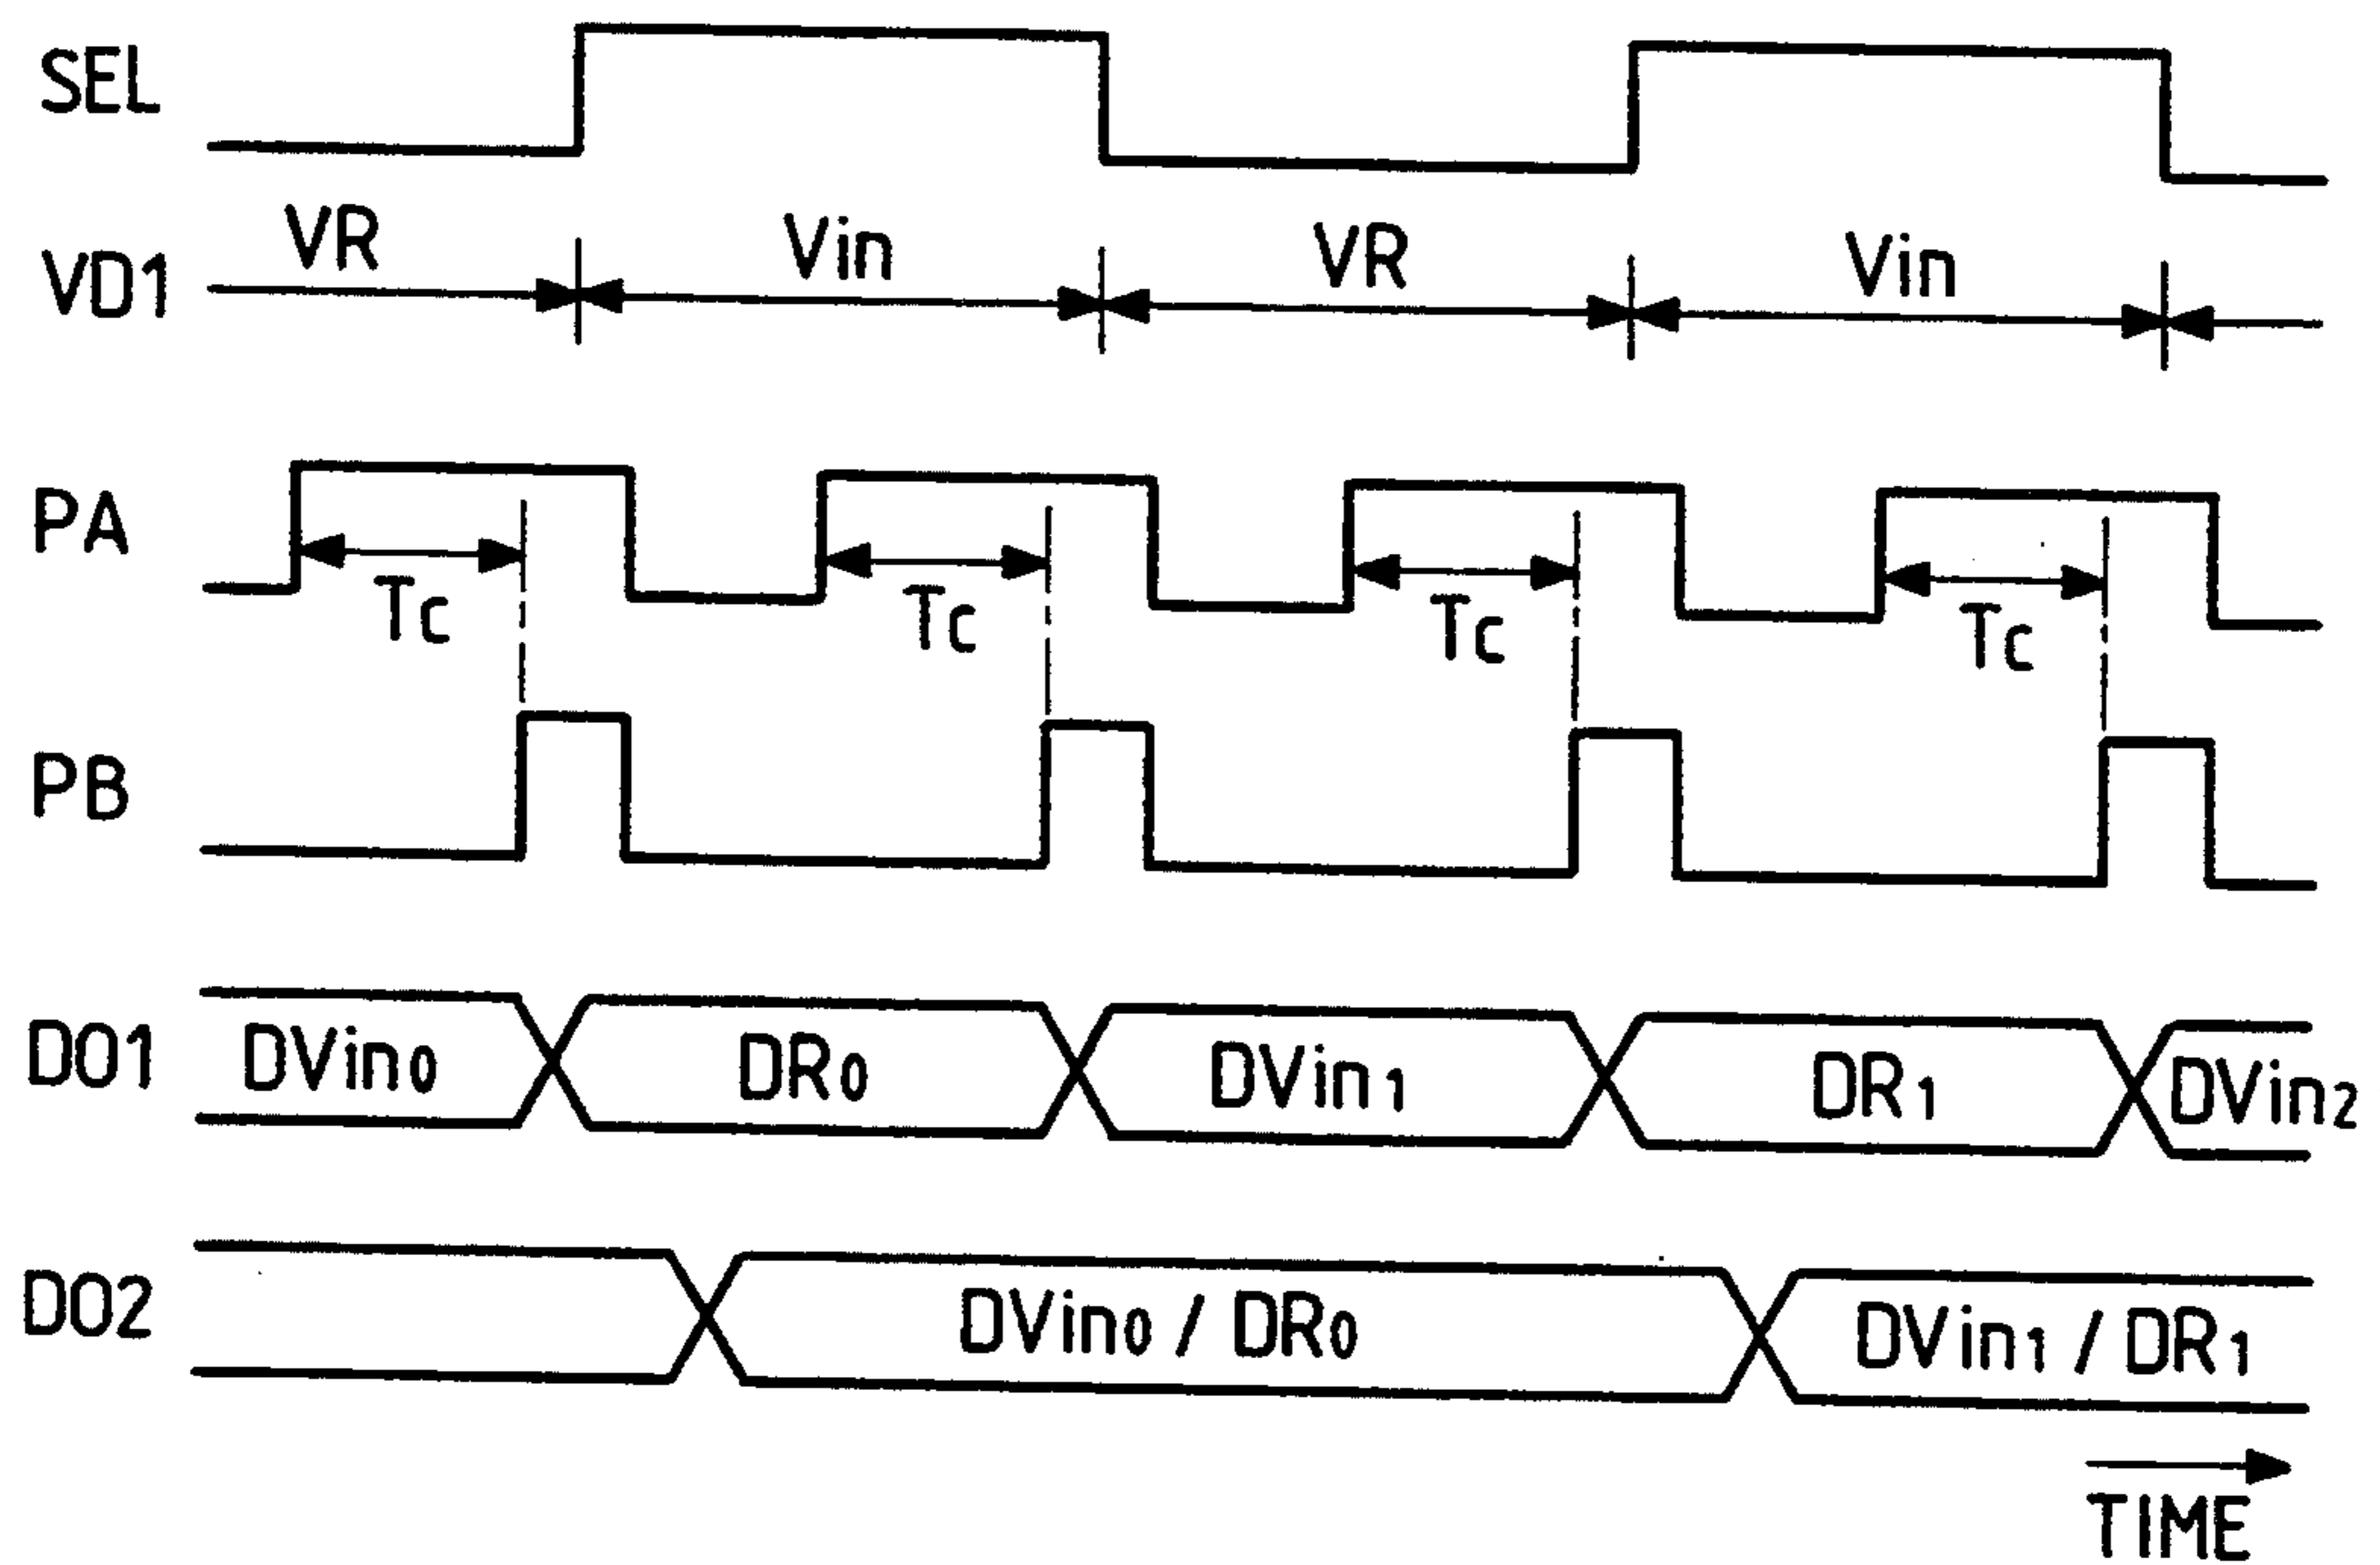 SEL
VD1 VR Vin VR Vin
PA Tc Tc Tc Tc
PB
DO1 DVin0 DR0 DVin1 DR1 DVin2
DO2 DVin0 / DR0 DVin1 / DR1
TIME